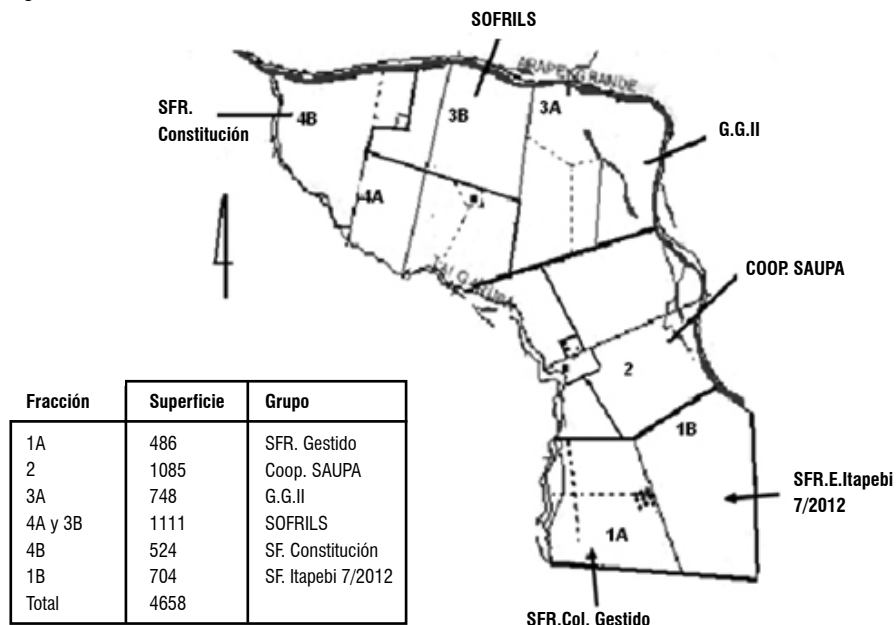 SOFRILS
ARAPEY GRANDE
SFR.
Constitución
4B
3B
3A
G.G.II
4A
COOP. SAUPA
2
1B
SFR.E.Itapebi
7/2012
1A
SFR.Col. Gestido
Fracción Superficie Grupo
1A 486 SFR. Gestido
2 1085 Coop. SAUPA
3A 748 G.G.II
4A y 3B 1111 SOFRILS
4B 524 SF. Constitución
1B 704 SF. Itapebi 7/2012
Total 4658